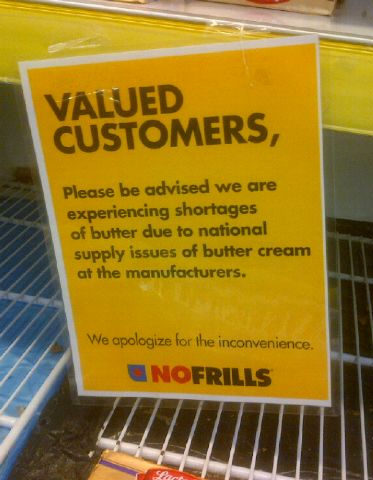 VALUED
CUSTOMERS,
Please be advised we are
experiencing shortages
of butter due to national
supply issues of butter cream
at the manufacturers.
We apologize for the inconvenience.
NOFRILLS